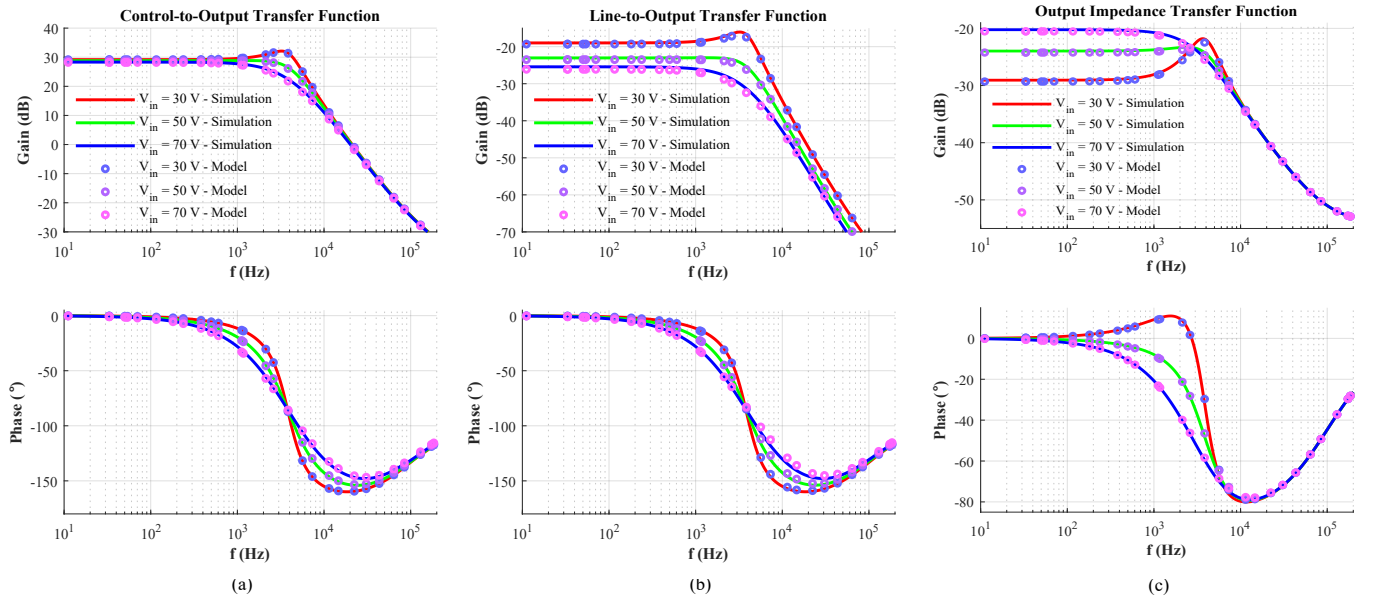 Control-to-Output Transfer Function
40
30
20
10
0
-10
-20
-30
Gain (dB)
V_in = 30 V - Simulation
V_in = 50 V - Simulation
V_in = 70 V - Simulation
V_in = 30 V - Model
V_in = 50 V - Model
V_in = 70 V - Model
10^1 10^2 10^3 10^4 10^5
f (Hz)
0
-50
-100
-150
Phase (°)
10^1 10^2 10^3 10^4 10^5
f (Hz)
(a)
Line-to-Output Transfer Function
-20
-30
-40
-50
-60
-70
Gain (dB)
V_in = 30 V - Simulation
V_in = 50 V - Simulation
V_in = 70 V - Simulation
V_in = 30 V - Model
V_in = 50 V - Model
V_in = 70 V - Model
10^1 10^2 10^3 10^4 10^5
f (Hz)
0
-50
-100
-150
Phase (°)
10^1 10^2 10^3 10^4 10^5
f (Hz)
(b)
Output Impedance Transfer Function
-20
-30
-40
-50
Gain (dB)
V_in = 30 V - Simulation
V_in = 50 V - Simulation
V_in = 70 V - Simulation
V_in = 30 V - Model
V_in = 50 V - Model
V_in = 70 V - Model
10^1 10^2 10^3 10^4 10^5
f (Hz)
0
-20
-40
-60
-80
Phase (°)
10^1 10^2 10^3 10^4 10^5
f (Hz)
(c)